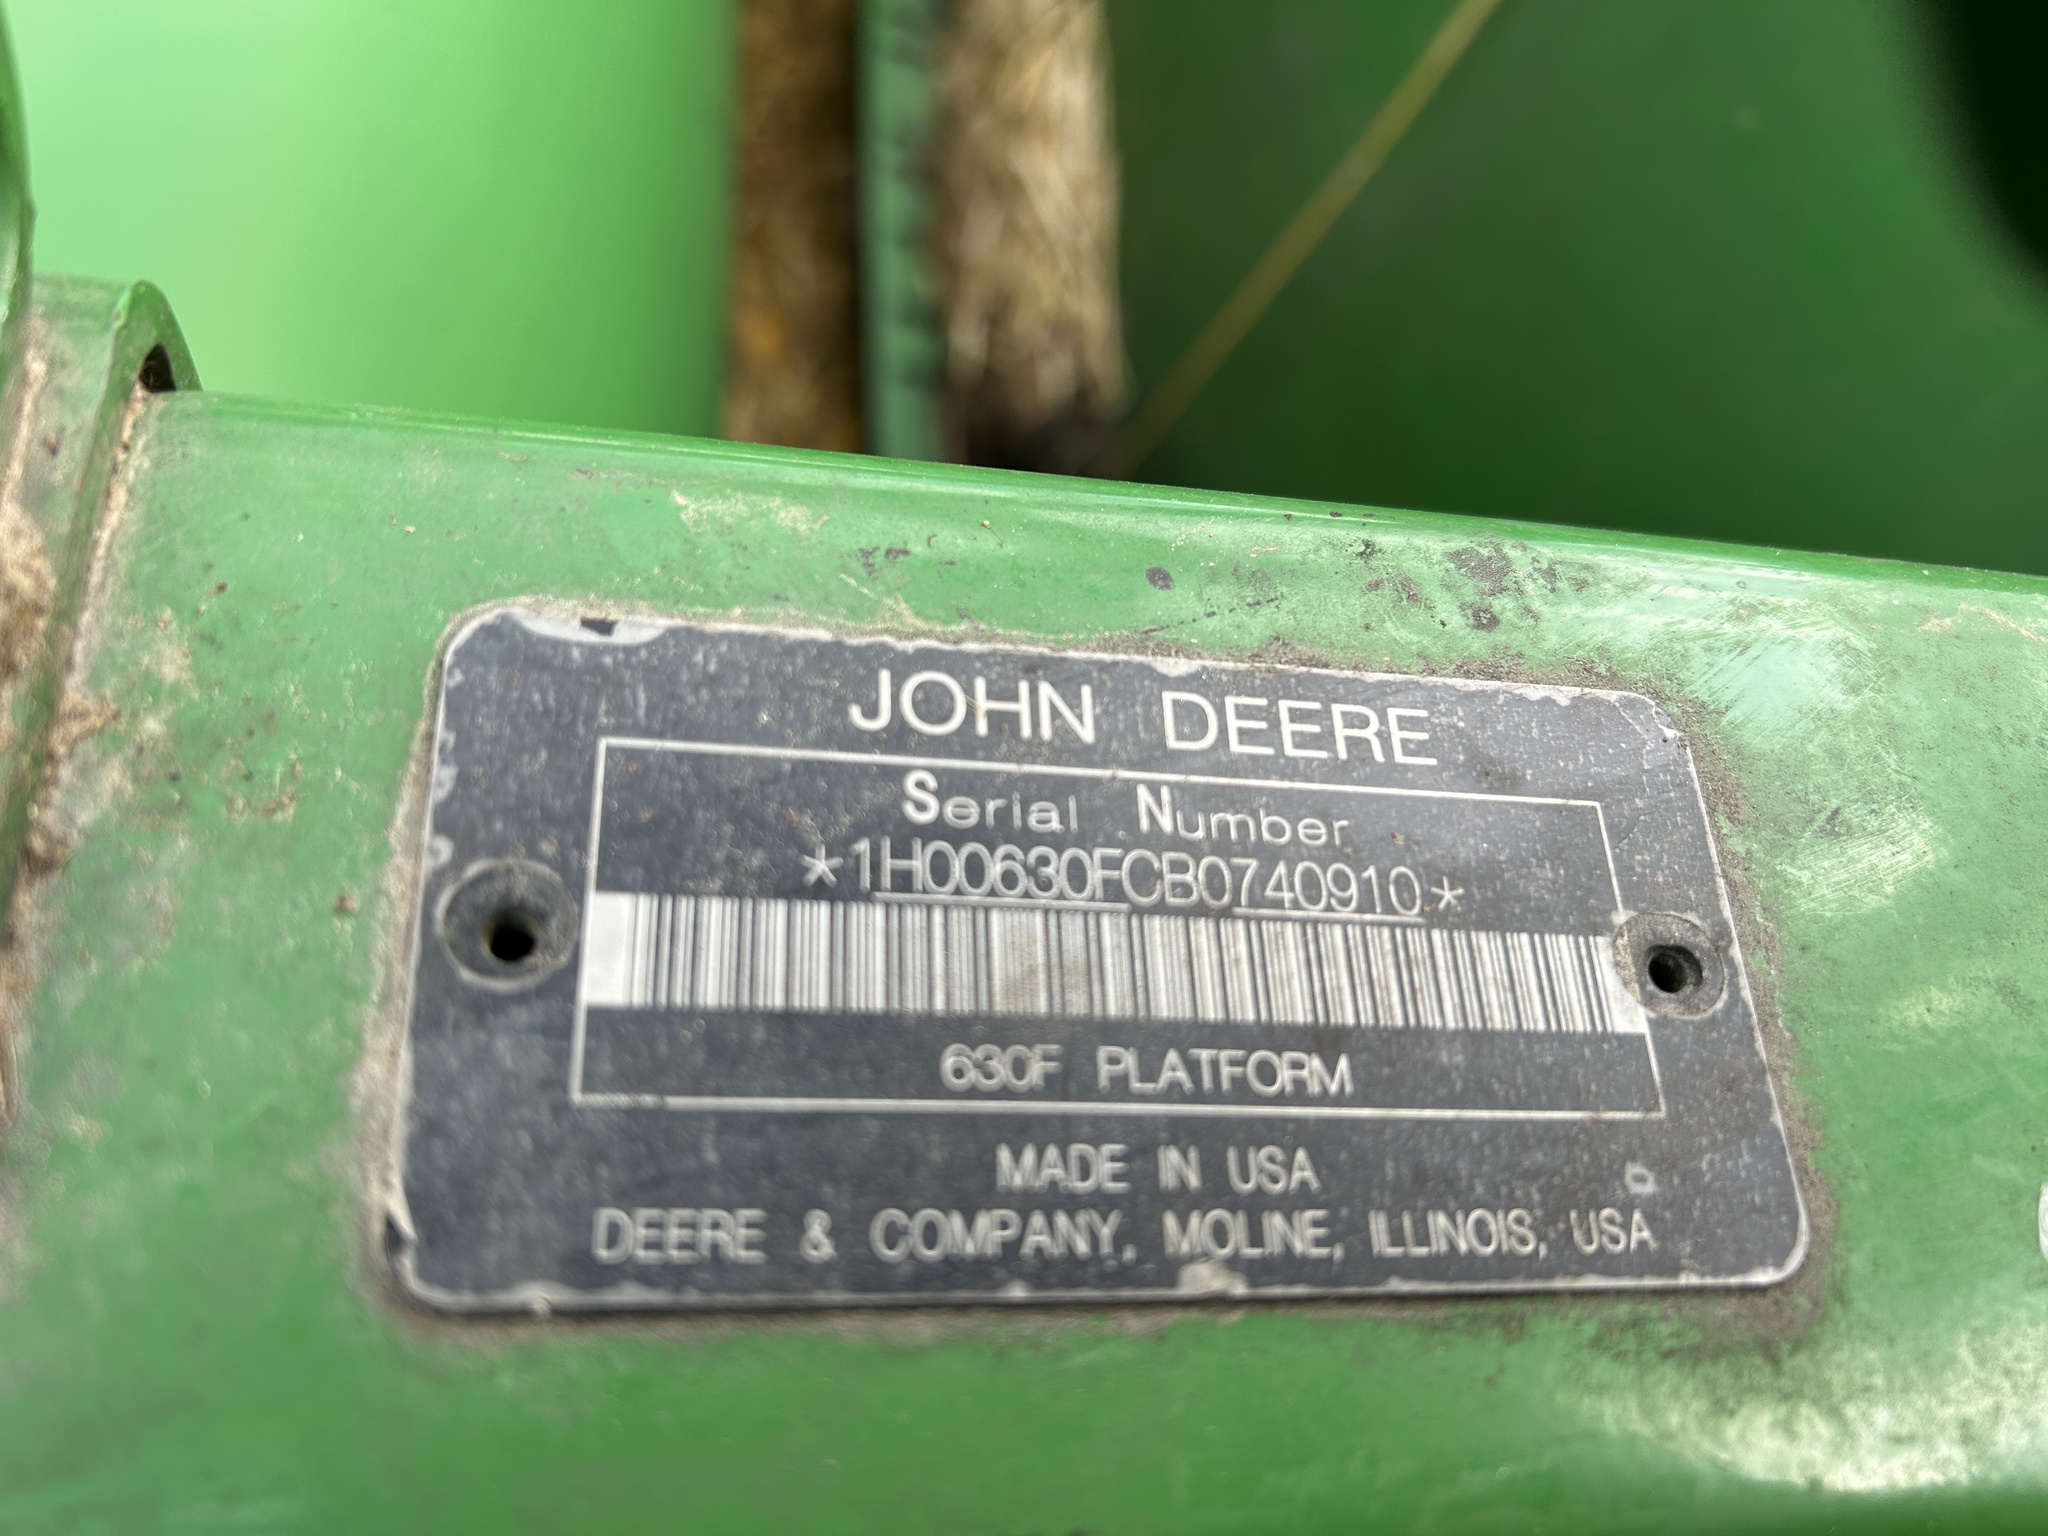 JOHN DEERE
Serial Number
*1H00630FCB0740910*
630F PLATFORM
MADE IN USA
DEERE & COMPANY, MOLINE, ILLINOIS, USA